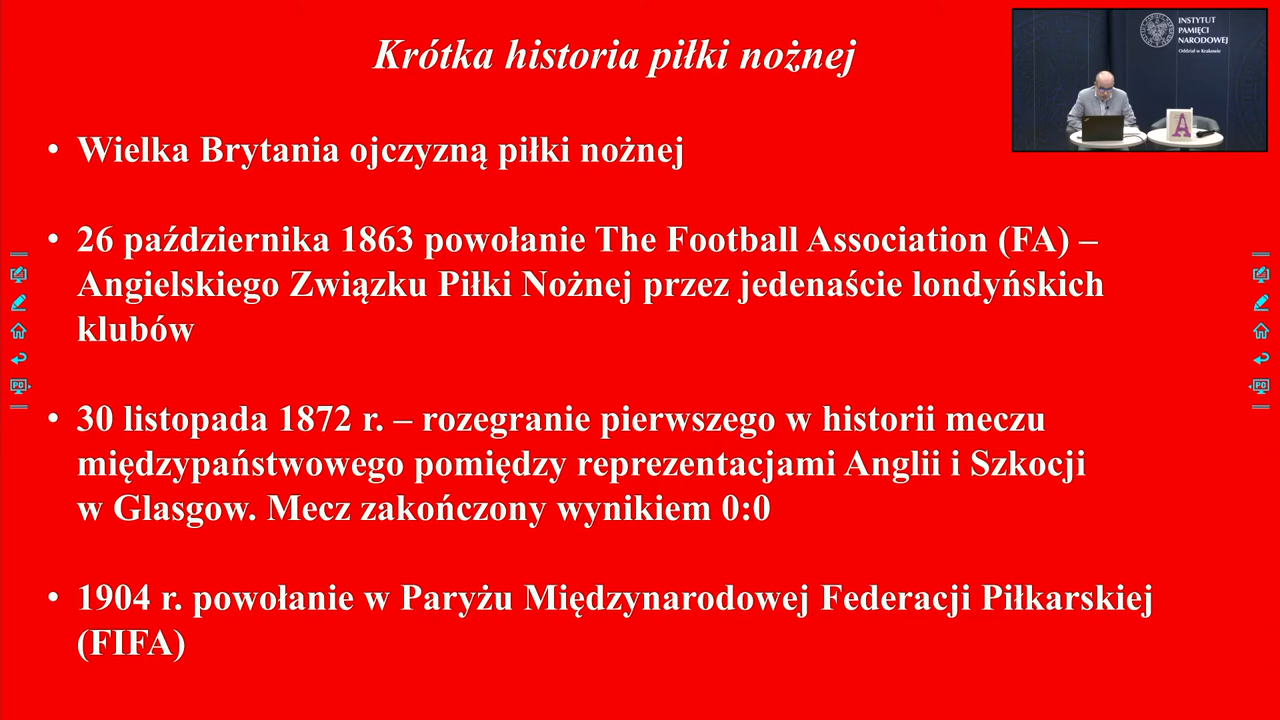 Krótka historia piłki nożnej
INSTYTUT
PAMIĘCI
NARODOWEJ
Oddział w Krakowie
A
• Wielka Brytania ojczyzną piłki nożnej
• 26 października 1863 powołanie The Football Association (FA) –
Angielskiego Związku Piłki Nożnej przez jedenaście londyńskich
klubów
• 30 listopada 1872 r. – rozegranie pierwszego w historii meczu
międzypaństwowego pomiędzy reprezentacjami Anglii i Szkocji
w Glasgow. Mecz zakończony wynikiem 0:0
• 1904 r. powołanie w Paryżu Międzynarodowej Federacji Piłkarskiej
(FIFA)
PO
PO